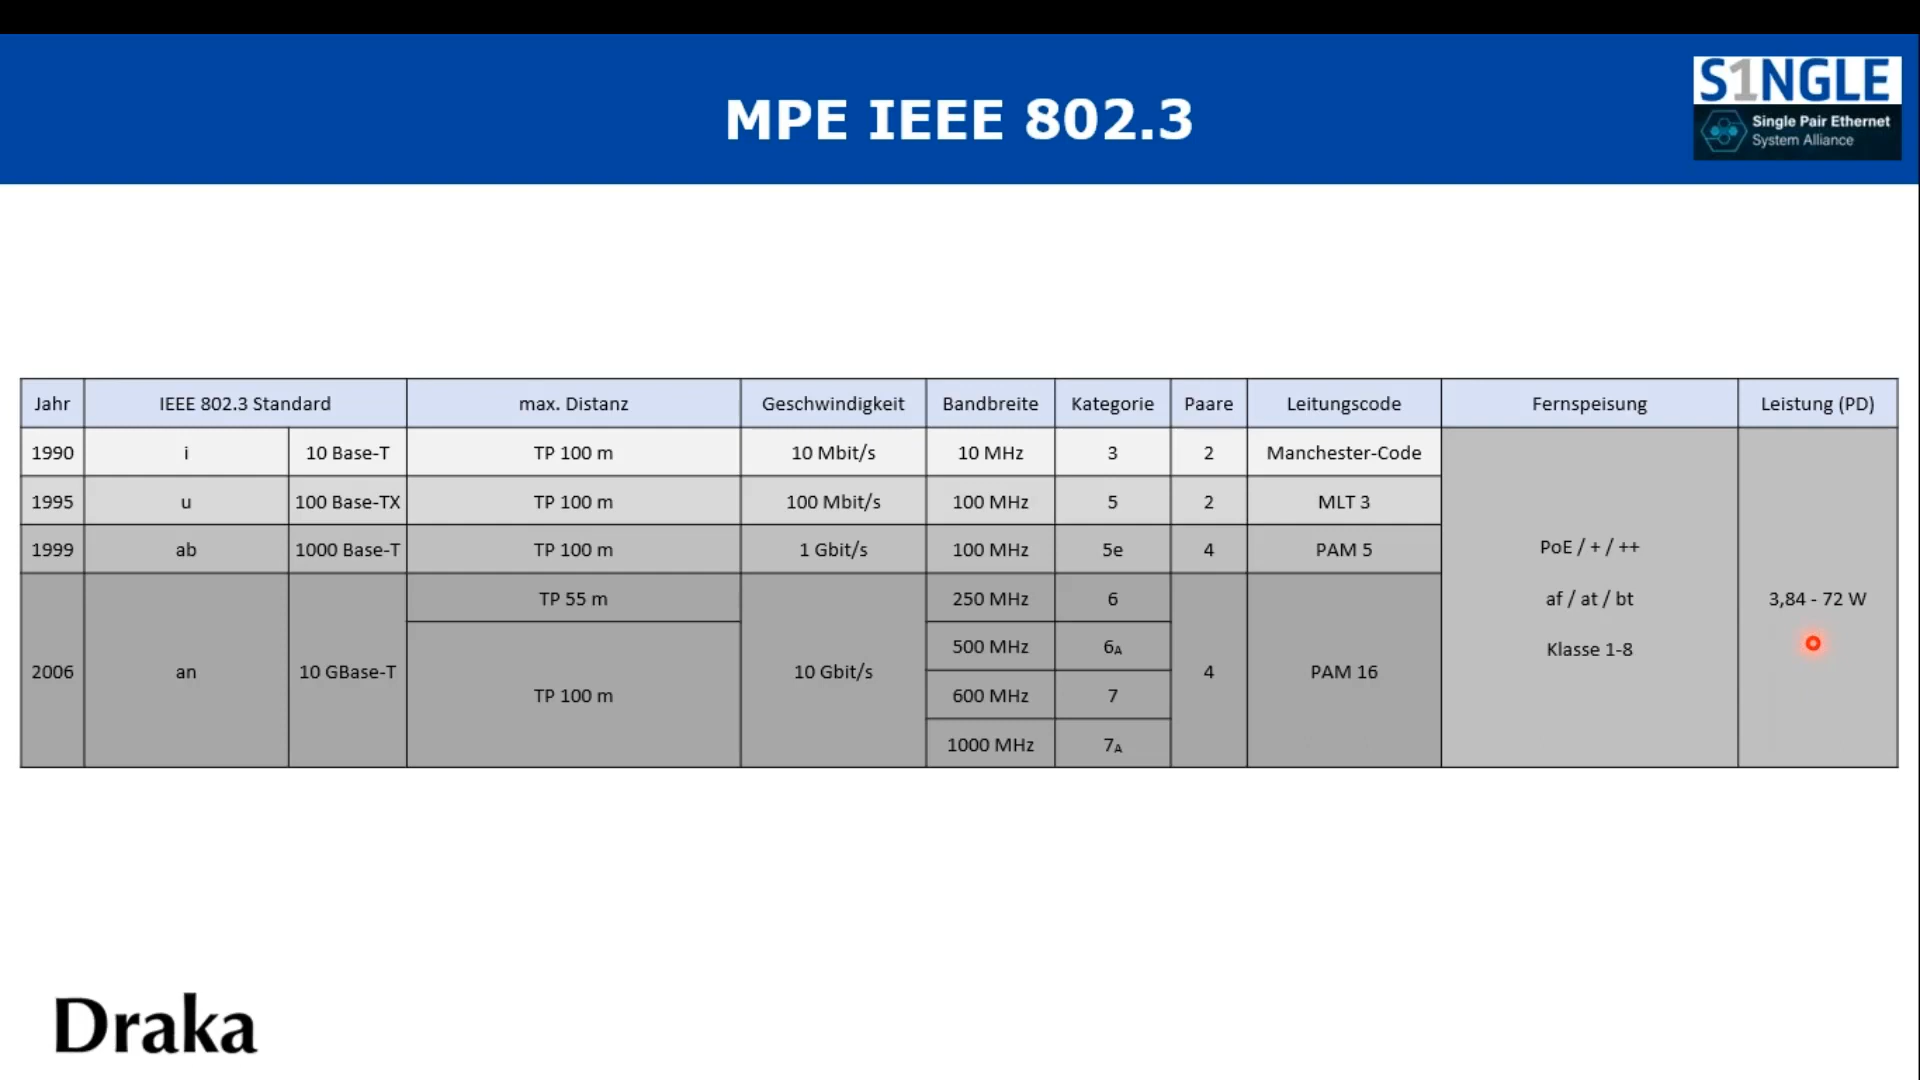 MPE IEEE 802.3
S1NGLE
Single Pair Ethernet
System Alliance
Jahr IEEE 802.3 Standard max. Distanz Geschwindigkeit Bandbreite Kategorie Paare Leitungscode Fernspeisung Leistung (PD)
1990 i 10 Base-T TP 100 m 10 Mbit/s 10 MHz 3 2 Manchester-Code
1995 u 100 Base-TX TP 100 m 100 Mbit/s 100 MHz 5 2 MLT 3
1999 ab 1000 Base-T TP 100 m 1 Gbit/s 100 MHz 5e 4 PAM 5
PoE / + / ++
TP 55 m 250 MHz 6 af / at / bt 3,84 - 72 W
500 MHz 6A Klasse 1-8
2006 an 10 GBase-T 10 Gbit/s 4 PAM 16
TP 100 m 600 MHz 7
1000 MHz 7A
Draka